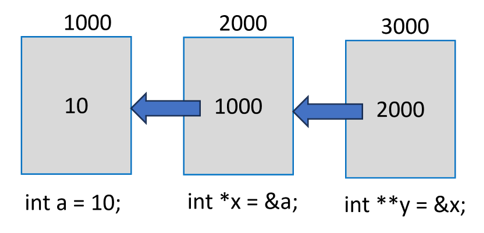 1000 2000 3000
10 1000 2000
int a = 10; int *x = &a; int **y = &x;